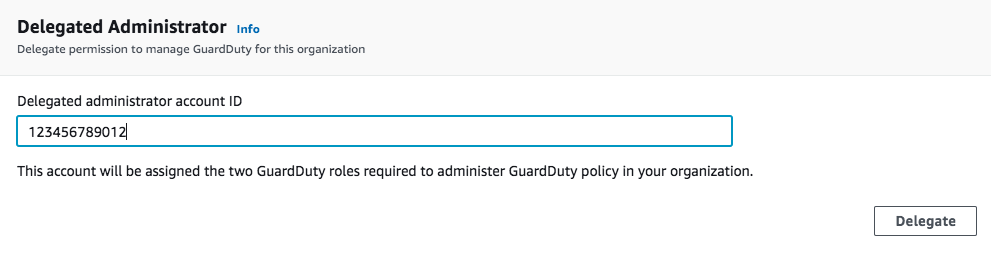 Delegated Administrator Info
Delegate permission to manage GuardDuty for this organization
Delegated administrator account ID
123456789012
This account will be assigned the two GuardDuty roles required to administer GuardDuty policy in your organization.
Delegate